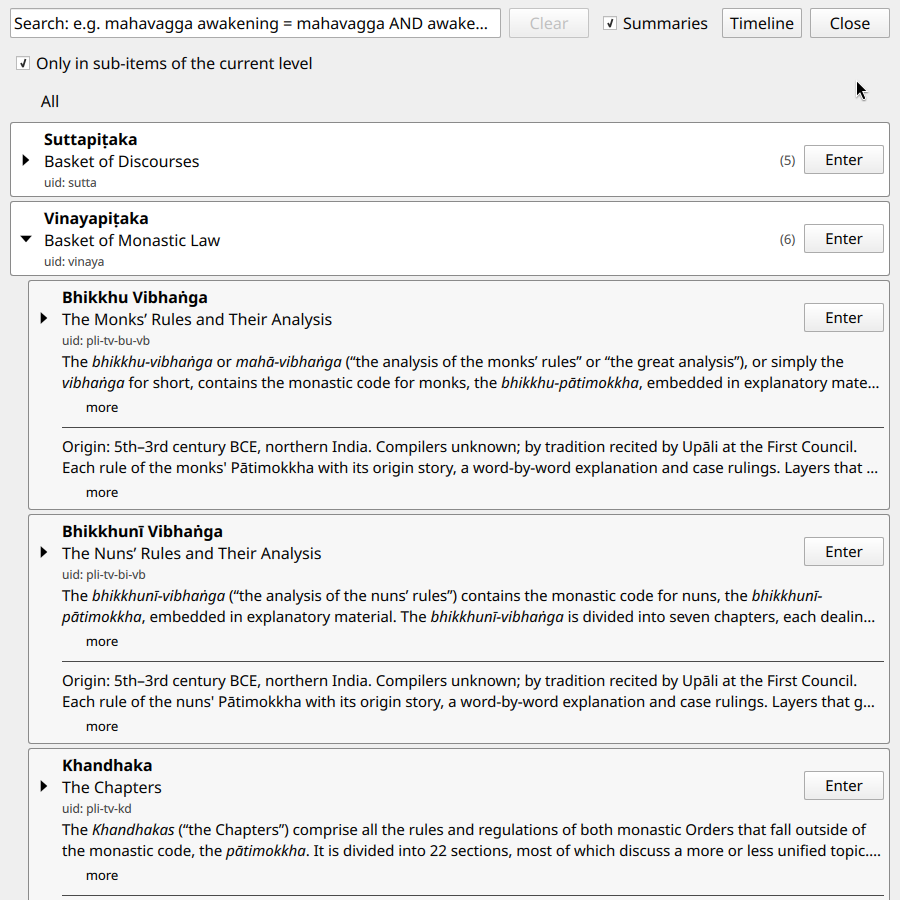 Search: e.g. mahavagga awakening = mahavagga AND awake...
Clear
Summaries
Timeline
Close
Only in sub-items of the current level
All
Suttapiṭaka
Basket of Discourses
uid: sutta
(5)
Enter
Vinayapiṭaka
Basket of Monastic Law
uid: vinaya
(6)
Enter
Bhikkhu Vibhaṅga
The Monks’ Rules and Their Analysis
uid: pli-tv-bu-vb
Enter
The bhikkhu-vibhaṅga or mahā-vibhaṅga (“the analysis of the monks’ rules” or “the great analysis”), or simply the
vibhaṅga for short, contains the monastic code for monks, the bhikkhu-pātimokkha, embedded in explanatory mate...
more
Origin: 5th–3rd century BCE, northern India. Compilers unknown; by tradition recited by Upāli at the First Council.
Each rule of the monks' Pātimokkha with its origin story, a word-by-word explanation and case rulings. Layers that ...
more
Bhikkhunī Vibhaṅga
The Nuns’ Rules and Their Analysis
uid: pli-tv-bi-vb
Enter
The bhikkhunī-vibhaṅga (“the analysis of the nuns’ rules”) contains the monastic code for nuns, the bhikkhunī-
pātimokkha, embedded in explanatory material. The bhikkhunī-vibhaṅga is divided into seven chapters, each dealin...
more
Origin: 5th–3rd century BCE, northern India. Compilers unknown; by tradition recited by Upāli at the First Council.
Each rule of the nuns' Pātimokkha with its origin story, a word-by-word explanation and case rulings. Layers that g...
more
Khandhaka
The Chapters
uid: pli-tv-kd
Enter
The Khandhakas (“the Chapters”) comprise all the rules and regulations of both monastic Orders that fall outside of
the monastic code, the pātimokkha. It is divided into 22 sections, most of which discuss a more or less unified topic....
more